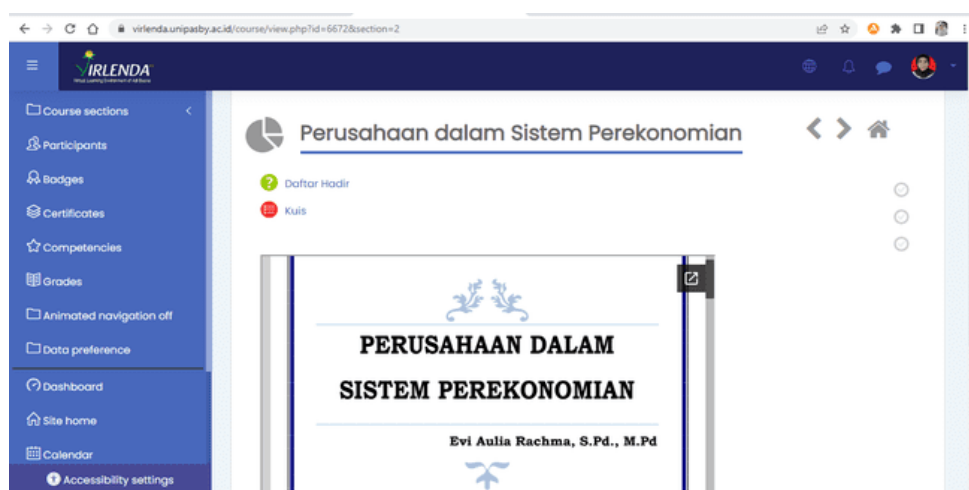 virlenda.unipasby.ac.id/course/view.php?id=6672&section=2
VIRLENDA
Course sections
Participants
Badges
Certificates
Competencies
Grades
Animated navigation off
Data preference
Dashboard
Site home
Calendar
Accessibility settings
Perusahaan dalam Sistem Perekonomian
Daftar Hadir
Kuis
PERUSAHAAN DALAM
SISTEM PEREKONOMIAN
Evi Aulia Rachma, S.Pd., M.Pd